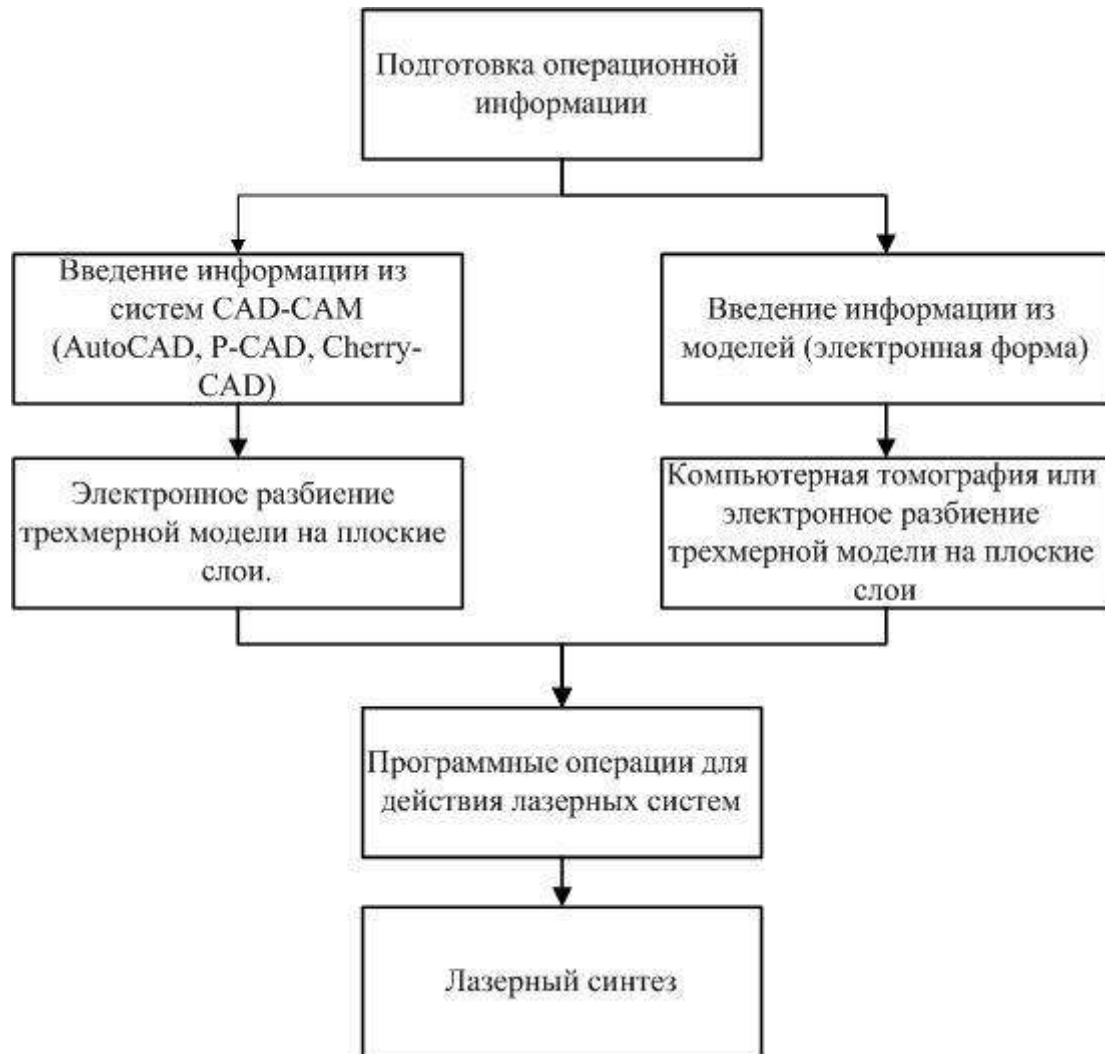 Подготовка операционной
информации
Введение информации из
систем CAD-CAM
(AutoCAD, P-CAD, Cherry-
CAD)
Введение информации из
моделей (электронная форма)
Электронное разбиение
трехмерной модели на плоские
слои.
Компьютерная томография или
электронное разбиение
трехмерной модели на плоские
слои
Программные операции для
действия лазерных систем
Лазерный синтез